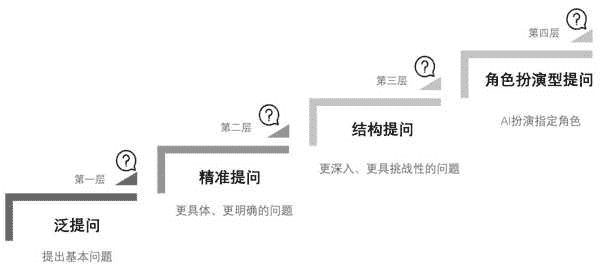 第一层
泛提问
提出基本问题
第二层
精准提问
更具体、更明确的问题
第三层
结构提问
更深入、更具挑战性的问题
第四层
角色扮演型提问
AI扮演指定角色